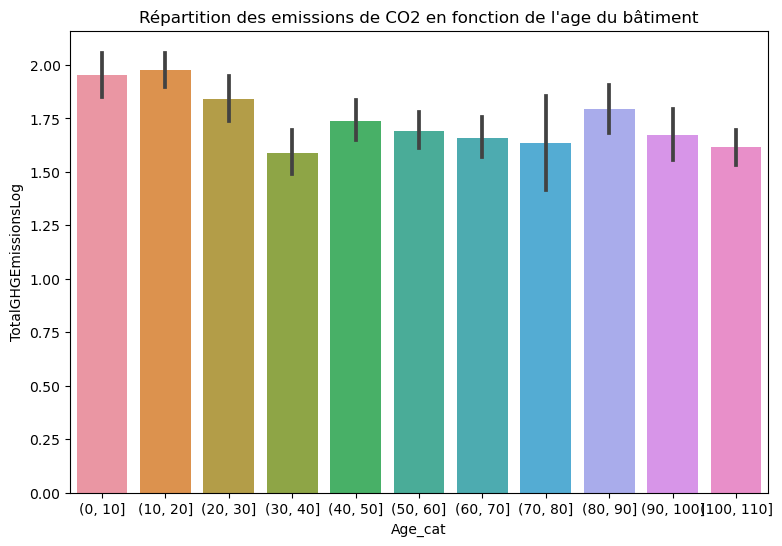 Répartition des emissions de CO2 en fonction de l'age du bâtiment
TotalGHGEmissionsLog
2.00
1.75
1.50
1.25
1.00
0.75
0.50
0.25
0.00
(0, 10] (10, 20] (20, 30] (30, 40] (40, 50] (50, 60] (60, 70] (70, 80] (80, 90] (90, 100] (100, 110]
Age_cat